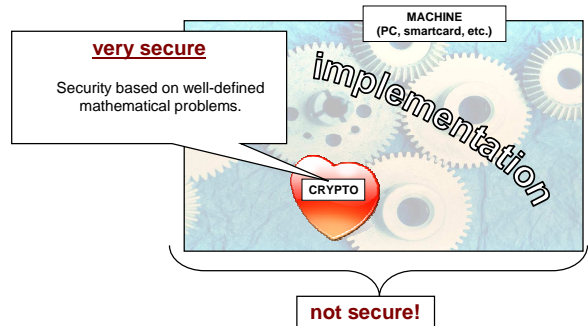 MACHINE
(PC, smartcard, etc.)
very secure
Security based on well-defined
mathematical problems.
implementation
CRYPTO
not secure!